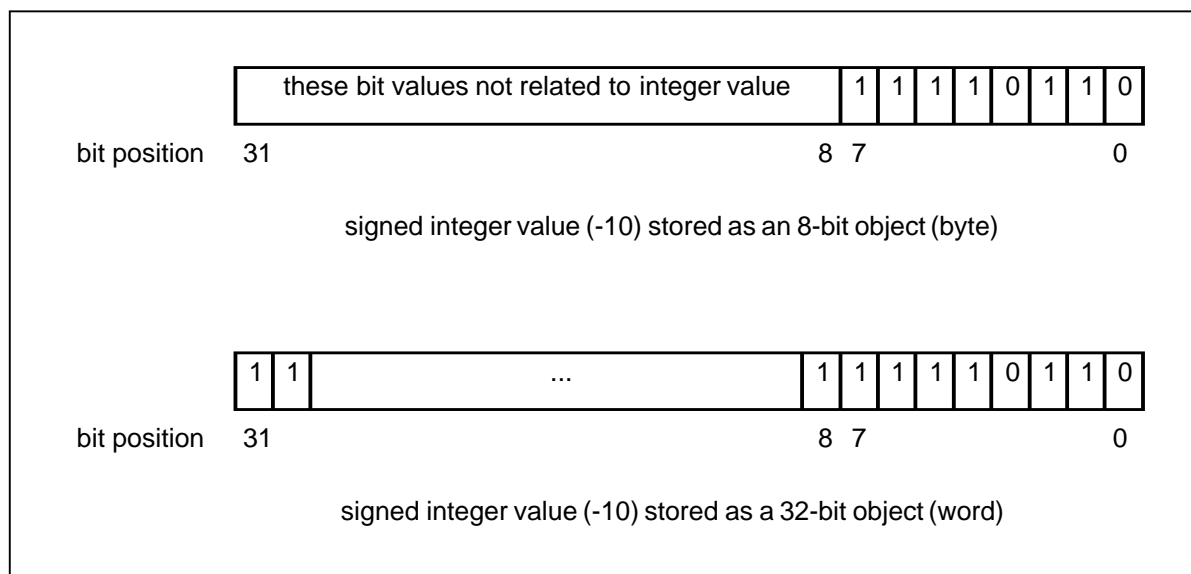 these bit values not related to integer value 1 1 1 1 0 1 1 0
bit position 31 8 7 0
signed integer value (-10) stored as an 8-bit object (byte)
1 1 ... 1 1 1 1 1 0 1 1 0
bit position 31 8 7 0
signed integer value (-10) stored as a 32-bit object (word)